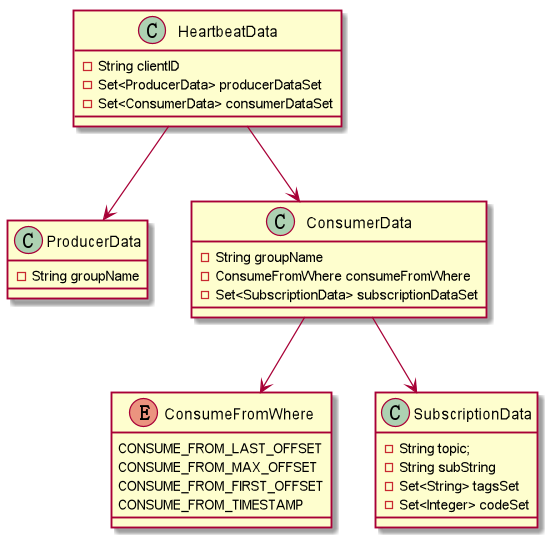 C HeartbeatData
String clientID
Set<ProducerData> producerDataSet
Set<ConsumerData> consumerDataSet
C ProducerData
String groupName
C ConsumerData
String groupName
ConsumeFromWhere consumeFromWhere
Set<SubscriptionData> subscriptionDataSet
E ConsumeFromWhere
CONSUME_FROM_LAST_OFFSET
CONSUME_FROM_MAX_OFFSET
CONSUME_FROM_FIRST_OFFSET
CONSUME_FROM_TIMESTAMP
C SubscriptionData
String topic;
String subString
Set<String> tagsSet
Set<Integer> codeSet